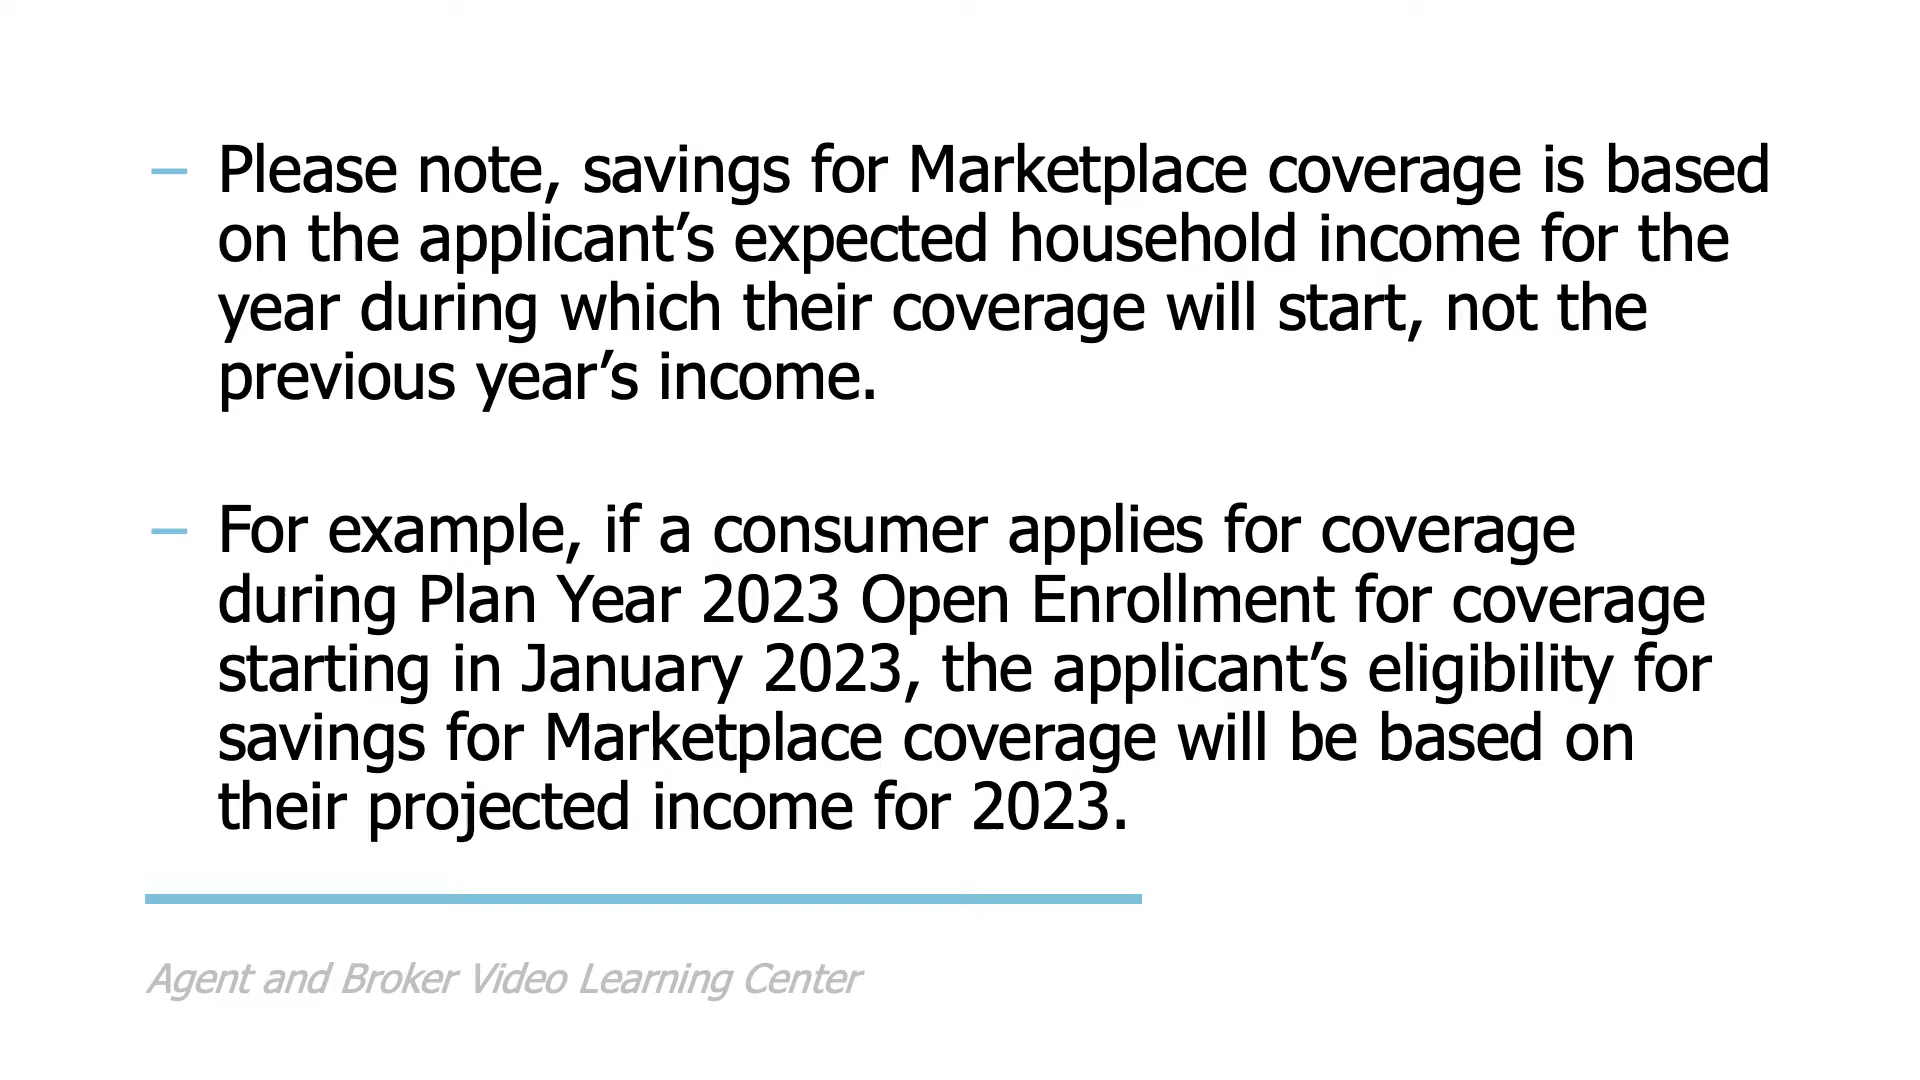 – Please note, savings for Marketplace coverage is based
on the applicant’s expected household income for the
year during which their coverage will start, not the
previous year’s income.
– For example, if a consumer applies for coverage
during Plan Year 2023 Open Enrollment for coverage
starting in January 2023, the applicant’s eligibility for
savings for Marketplace coverage will be based on
their projected income for 2023.
Agent and Broker Video Learning Center